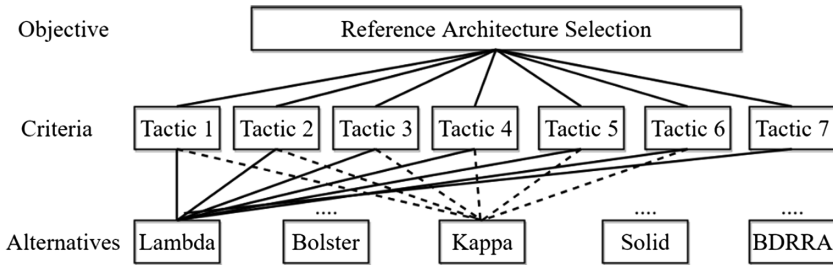 Objective Reference Architecture Selection
Criteria Tactic 1 Tactic 2 Tactic 3 Tactic 4 Tactic 5 Tactic 6 Tactic 7
.... .... ....
Alternatives Lambda Bolster Kappa Solid BDRRA